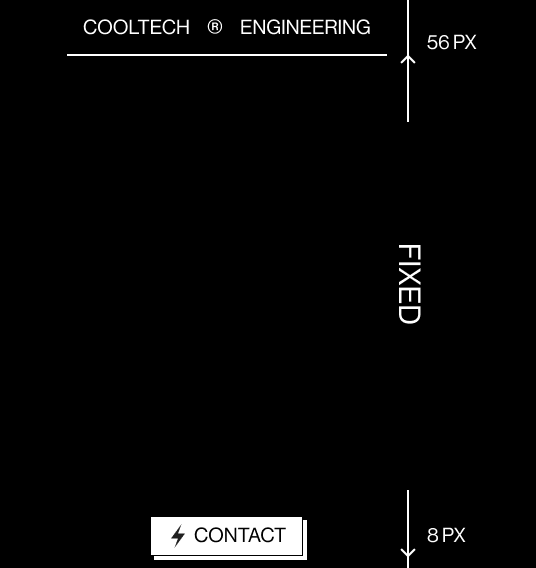 COOLTECH ® ENGINEERING
56 PX
FIXED
CONTACT
8 PX